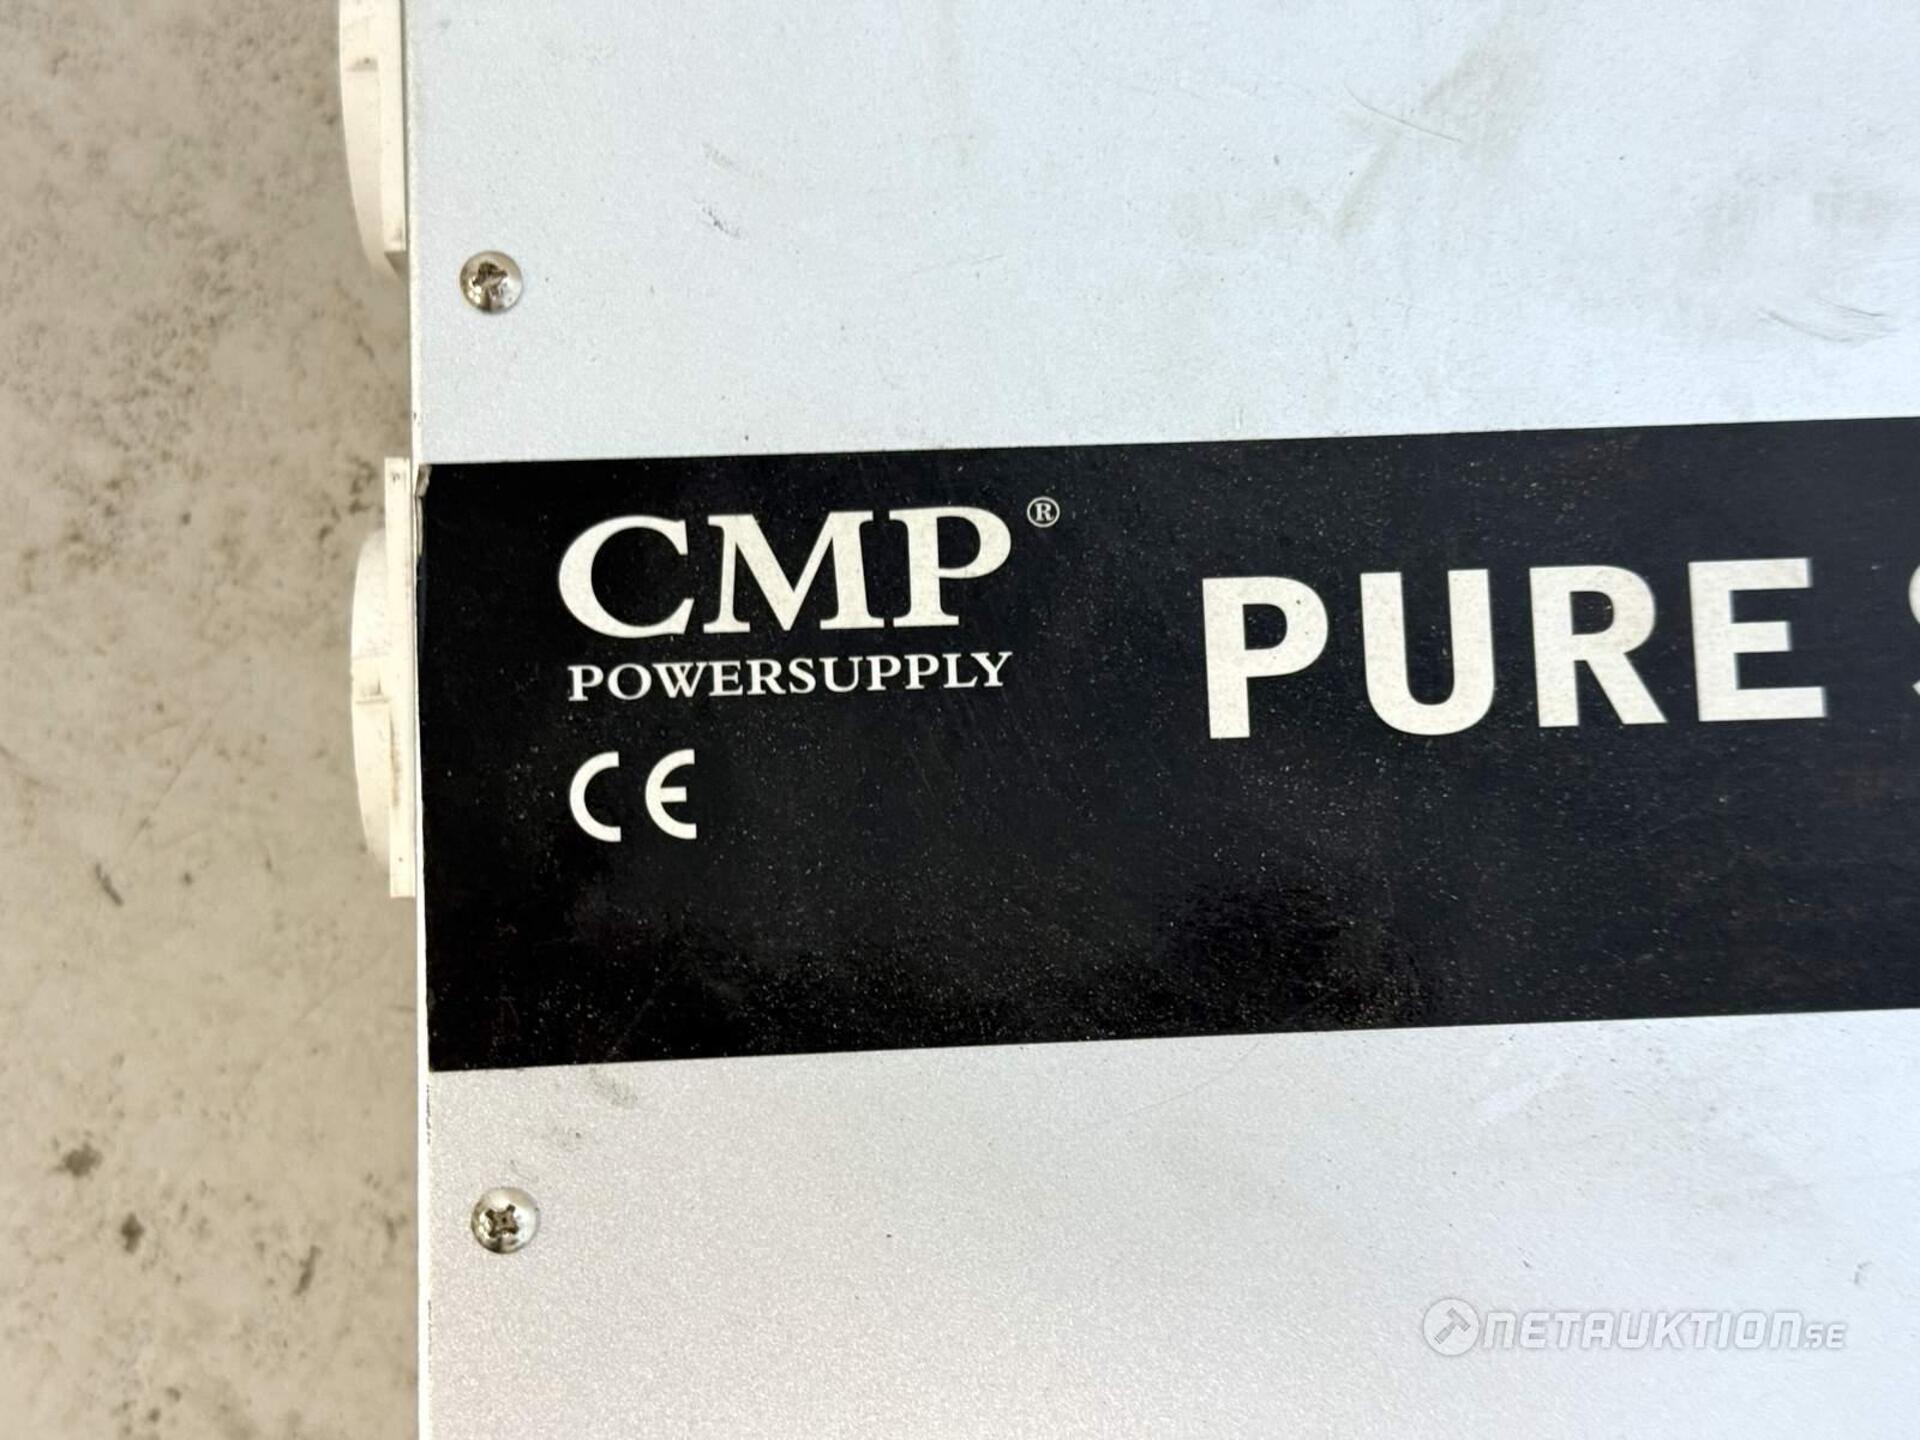 CMP®
POWERSUPPLY
CE
PURE S
NETAUKTION.SE